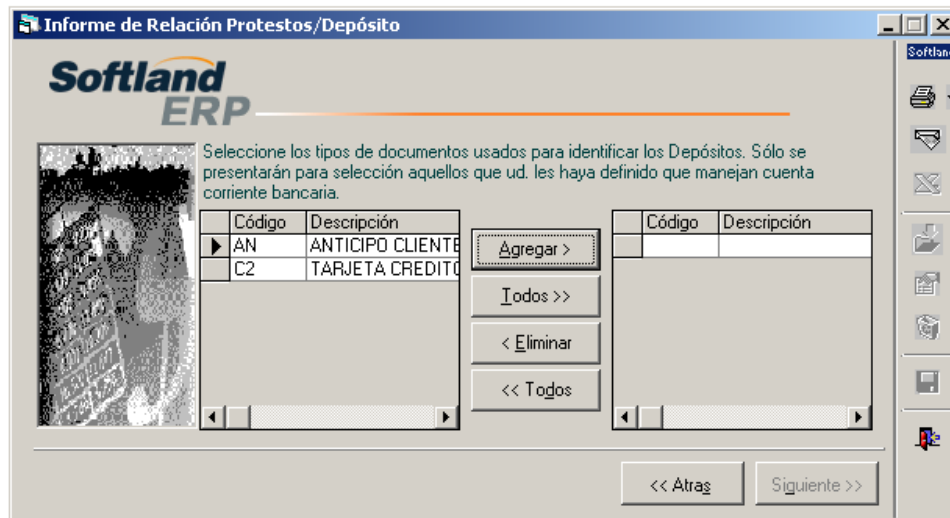 Informe de Relación Protestos/Depósito
Softland
Softland
ERP
Seleccione los tipos de documentos usados para identificar los Depósitos. Sólo se
presentarán para selección aquellos que ud. les haya definido que manejan cuenta
corriente bancaria.
Código Descripción
AN ANTICIPO CLIENTE
C2 TARJETA CREDITO
Agregar >
Todos >>
< Eliminar
<< Todos
Código Descripción
<< Atras
Siguiente >>